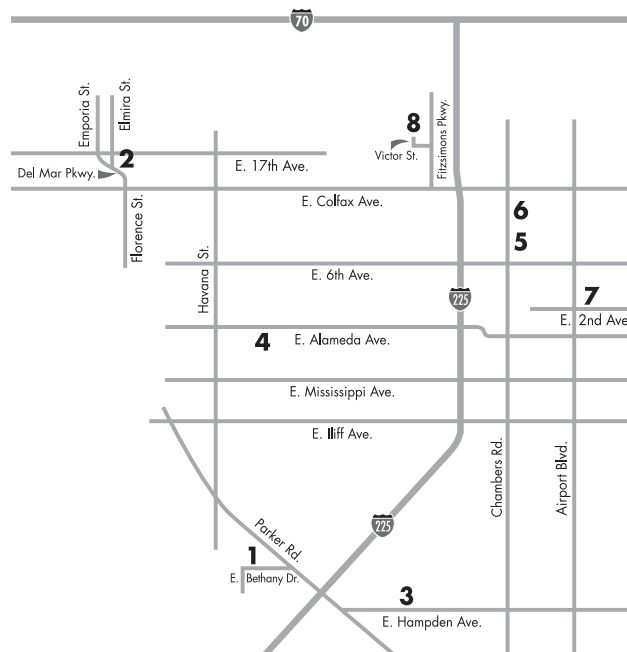 70
Emporia St.
Elmira St.
8
Victor St.
Fitzsimons Pkwy.
2
E. 17th Ave.
Del Mar Pkwy.
E. Colfax Ave.
6
Florence St.
5
Havana St.
E. 6th Ave.
225
7
E. 2nd Ave
4
E. Alameda Ave.
E. Mississippi Ave.
E. Iliff Ave.
Chambers Rd.
Airport Blvd.
225
Parker Rd.
1
E. Bethany Dr.
3
E. Hampden Ave.